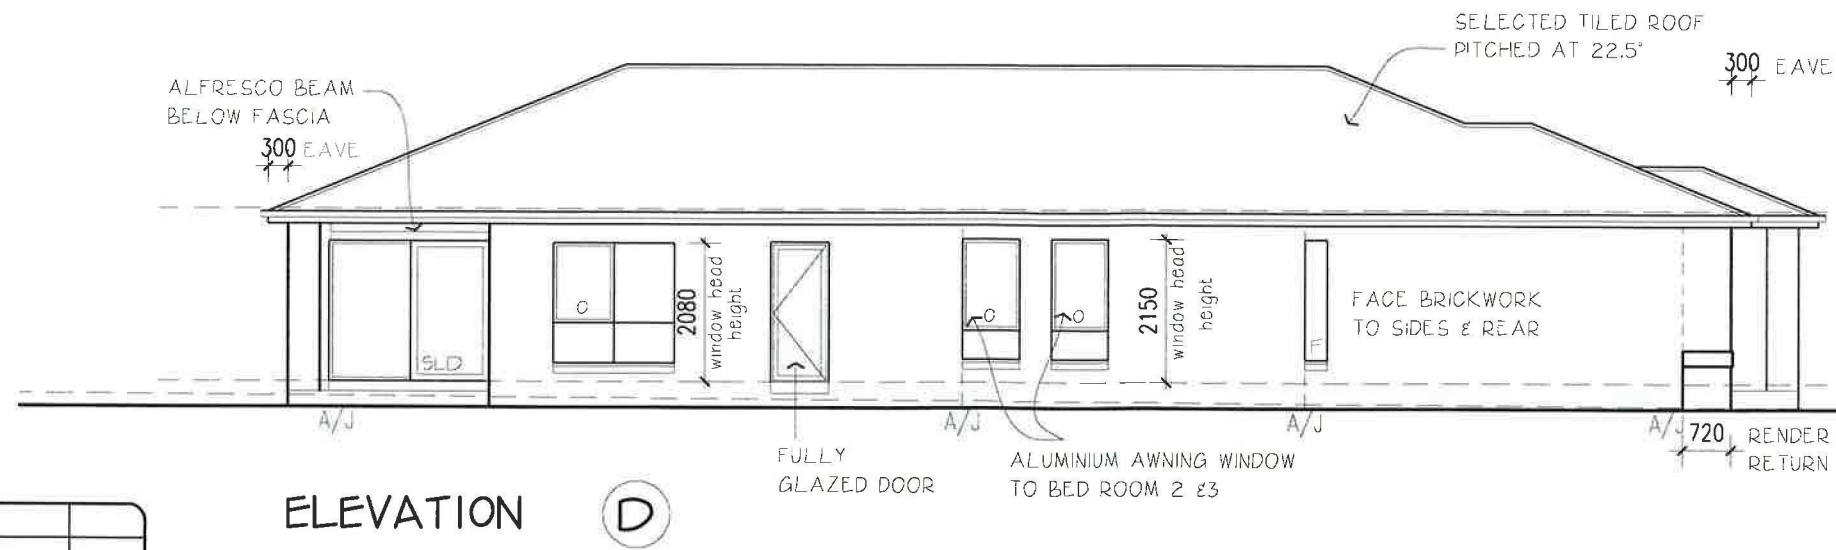 SELECTED TILED ROOF
PITCHED AT 22.5°
300 EAVE
ALFRESCO BEAM
BELOW FASCIA
300 EAVE
SLD
O
2080
window head
height
O
O
2150
window head
height
F
FACE BRICKWORK
TO SIDES & REAR
A/J
A/J
A/J
A/J
720 RENDER
RETURN
FULLY
GLAZED DOOR
ALUMINIUM AWNING WINDOW
TO BED ROOM 2 &3
ELEVATION D